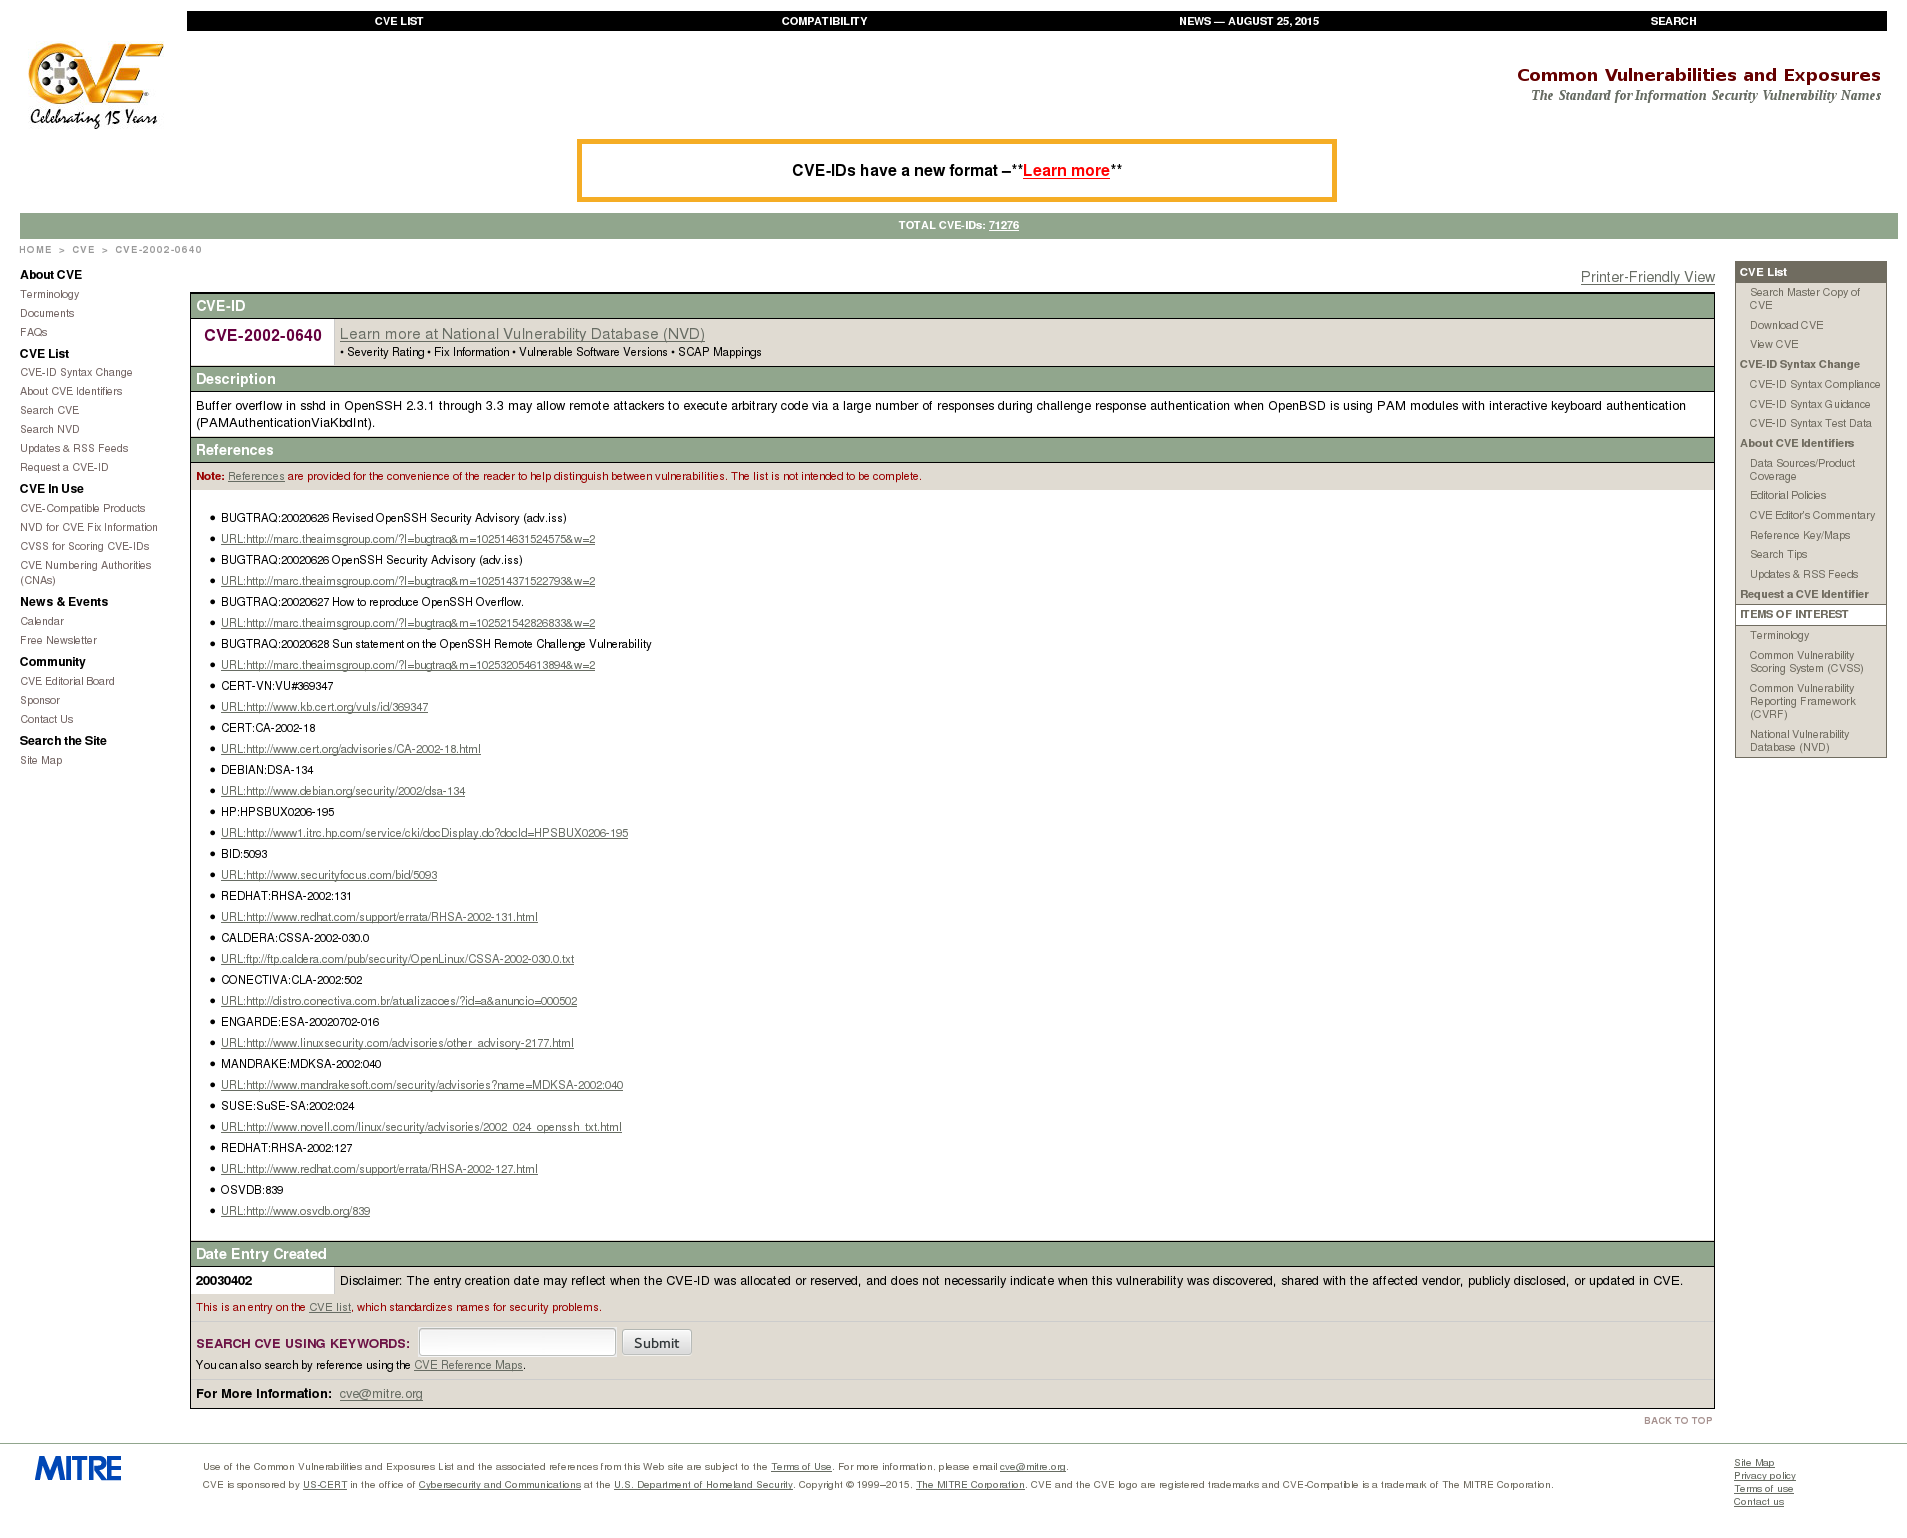 CVE LIST COMPATIBILITY NEWS — AUGUST 25, 2015 SEARCH
CVE
Celebrating 15 Years
Common Vulnerabilities and Exposures
The Standard for Information Security Vulnerability Names
CVE-IDs have a new format –**Learn more**
TOTAL CVE-IDs: 71276
HOME > CVE > CVE-2002-0640
About CVE
Terminology
Documents
FAQs
CVE List
CVE-ID Syntax Change
About CVE Identifiers
Search CVE
Search NVD
Updates & RSS Feeds
Request a CVE-ID
CVE In Use
CVE-Compatible Products
NVD for CVE Fix Information
CVSS for Scoring CVE-IDs
CVE Numbering Authorities
(CNAs)
News & Events
Calendar
Free Newsletter
Community
CVE Editorial Board
Sponsor
Contact Us
Search the Site
Site Map
Printer-Friendly View
CVE-ID
CVE-2002-0640
Learn more at National Vulnerability Database (NVD)
• Severity Rating • Fix Information • Vulnerable Software Versions • SCAP Mappings
Description
Buffer overflow in sshd in OpenSSH 2.3.1 through 3.3 may allow remote attackers to execute arbitrary code via a large number of responses during challenge response authentication when OpenBSD is using PAM modules with interactive keyboard authentication
(PAMAuthenticationViaKbdInt).
References
Note: References are provided for the convenience of the reader to help distinguish between vulnerabilities. The list is not intended to be complete.
• BUGTRAQ:20020626 Revised OpenSSH Security Advisory (adv.iss)
• URL:http://marc.theaimsgroup.com/?l=bugtraq&m=102514631524575&w=2
• BUGTRAQ:20020626 OpenSSH Security Advisory (adv.iss)
• URL:http://marc.theaimsgroup.com/?l=bugtraq&m=102514371522793&w=2
• BUGTRAQ:20020627 How to reproduce OpenSSH Overflow.
• URL:http://marc.theaimsgroup.com/?l=bugtraq&m=102521542826833&w=2
• BUGTRAQ:20020628 Sun statement on the OpenSSH Remote Challenge Vulnerability
• URL:http://marc.theaimsgroup.com/?l=bugtraq&m=102532054613894&w=2
• CERT-VN:VU#369347
• URL:http://www.kb.cert.org/vuls/id/369347
• CERT:CA-2002-18
• URL:http://www.cert.org/advisories/CA-2002-18.html
• DEBIAN:DSA-134
• URL:http://www.debian.org/security/2002/dsa-134
• HP:HPSBUX0206-195
• URL:http://www1.itrc.hp.com/service/cki/docDisplay.do?docId=HPSBUX0206-195
• BID:5093
• URL:http://www.securityfocus.com/bid/5093
• REDHAT:RHSA-2002:131
• URL:http://www.redhat.com/support/errata/RHSA-2002-131.html
• CALDERA:CSSA-2002-030.0
• URL:ftp://ftp.caldera.com/pub/security/OpenLinux/CSSA-2002-030.0.txt
• CONECTIVA:CLA-2002:502
• URL:http://distro.conectiva.com.br/atualizacoes/?id=a&anuncio=000502
• ENGARDE:ESA-20020702-016
• URL:http://www.linuxsecurity.com/advisories/other_advisory-2177.html
• MANDRAKE:MDKSA-2002:040
• URL:http://www.mandrakesoft.com/security/advisories?name=MDKSA-2002:040
• SUSE:SuSE-SA:2002:024
• URL:http://www.novell.com/linux/security/advisories/2002_024_openssh_txt.html
• REDHAT:RHSA-2002:127
• URL:http://www.redhat.com/support/errata/RHSA-2002-127.html
• OSVDB:839
• URL:http://www.osvdb.org/839
Date Entry Created
20030402 Disclaimer: The entry creation date may reflect when the CVE-ID was allocated or reserved, and does not necessarily indicate when this vulnerability was discovered, shared with the affected vendor, publicly disclosed, or updated in CVE.
This is an entry on the CVE list, which standardizes names for security problems.
SEARCH CVE USING KEYWORDS: Submit
You can also search by reference using the CVE Reference Maps.
For More Information: cve@mitre.org
BACK TO TOP
CVE List
Search Master Copy of
CVE
Download CVE
View CVE
CVE-ID Syntax Change
CVE-ID Syntax Compliance
CVE-ID Syntax Guidance
CVE-ID Syntax Test Data
About CVE Identifiers
Data Sources/Product
Coverage
Editorial Policies
CVE Editor's Commentary
Reference Key/Maps
Search Tips
Updates & RSS Feeds
Request a CVE Identifier
ITEMS OF INTEREST
Terminology
Common Vulnerability
Scoring System (CVSS)
Common Vulnerability
Reporting Framework
(CVRF)
National Vulnerability
Database (NVD)
MITRE
Use of the Common Vulnerabilities and Exposures List and the associated references from this Web site are subject to the Terms of Use. For more information, please email cve@mitre.org.
CVE is sponsored by US-CERT in the office of Cybersecurity and Communications at the U.S. Department of Homeland Security. Copyright © 1999–2015, The MITRE Corporation. CVE and the CVE logo are registered trademarks and CVE-Compatible is a trademark of The MITRE Corporation.
Site Map
Privacy policy
Terms of use
Contact us